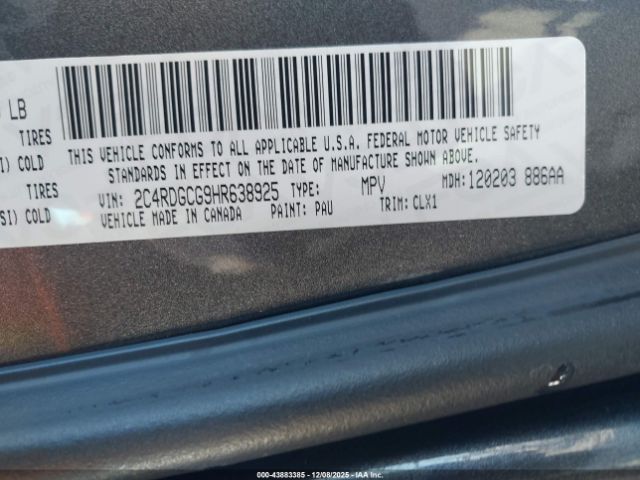 LB
THIS VEHICLE CONFORMS TO ALL APPLICABLE U.S.A. FEDERAL MOTOR VEHICLE SAFETY
TIRES
STANDARDS IN EFFECT ON THE DATE OF MANUFACTURE SHOWN ABOVE.
COLD
VIN: 2C4RDGCG9HR638925 TYPE: MPV MDH: 120203 886AA
TIRES
VEHICLE MADE IN CANADA PAINT: PAU TRIM: CLX1
SI) COLD
000-43883385 | 12/08/2025 | IAA